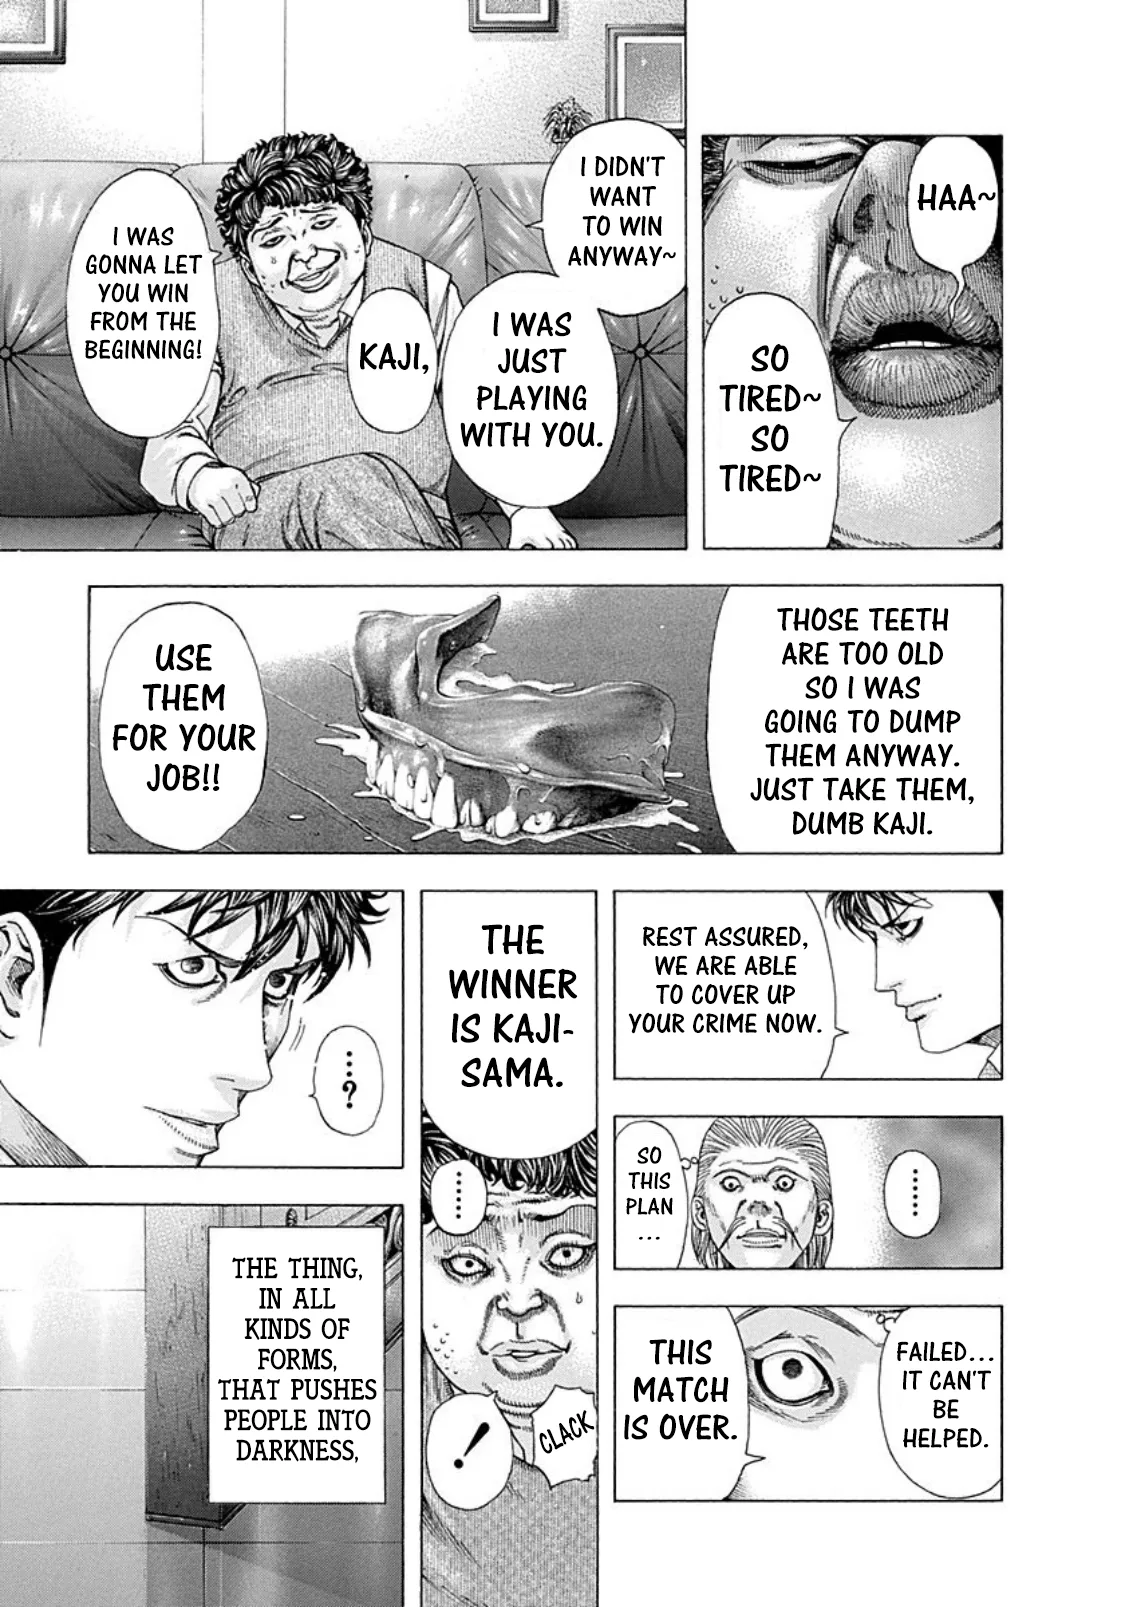 HAA~
SO
TIRED~
SO
TIRED~
I DIDN'T
WANT
TO WIN
ANYWAY~
I WAS
JUST
PLAYING
WITH YOU.
KAJI,
I WAS
GONNA LET
YOU WIN
FROM THE
BEGINNING!
THOSE TEETH
ARE TOO OLD
SO I WAS
GOING TO DUMP
THEM ANYWAY.
JUST TAKE THEM,
DUMB KAJI.
USE
THEM
FOR YOUR
JOB!!
REST ASSURED,
WE ARE ABLE
TO COVER UP
YOUR CRIME NOW.
......
SO
THIS
PLAN
...
FAILED...
IT CAN'T
BE
HELPED.
THIS
MATCH
IS OVER.
THE
WINNER
IS KAJI-
SAMA.
......
CLACK
!
...?
THE THING,
IN ALL
KINDS OF
FORMS,
THAT PUSHES
PEOPLE INTO
DARKNESS,